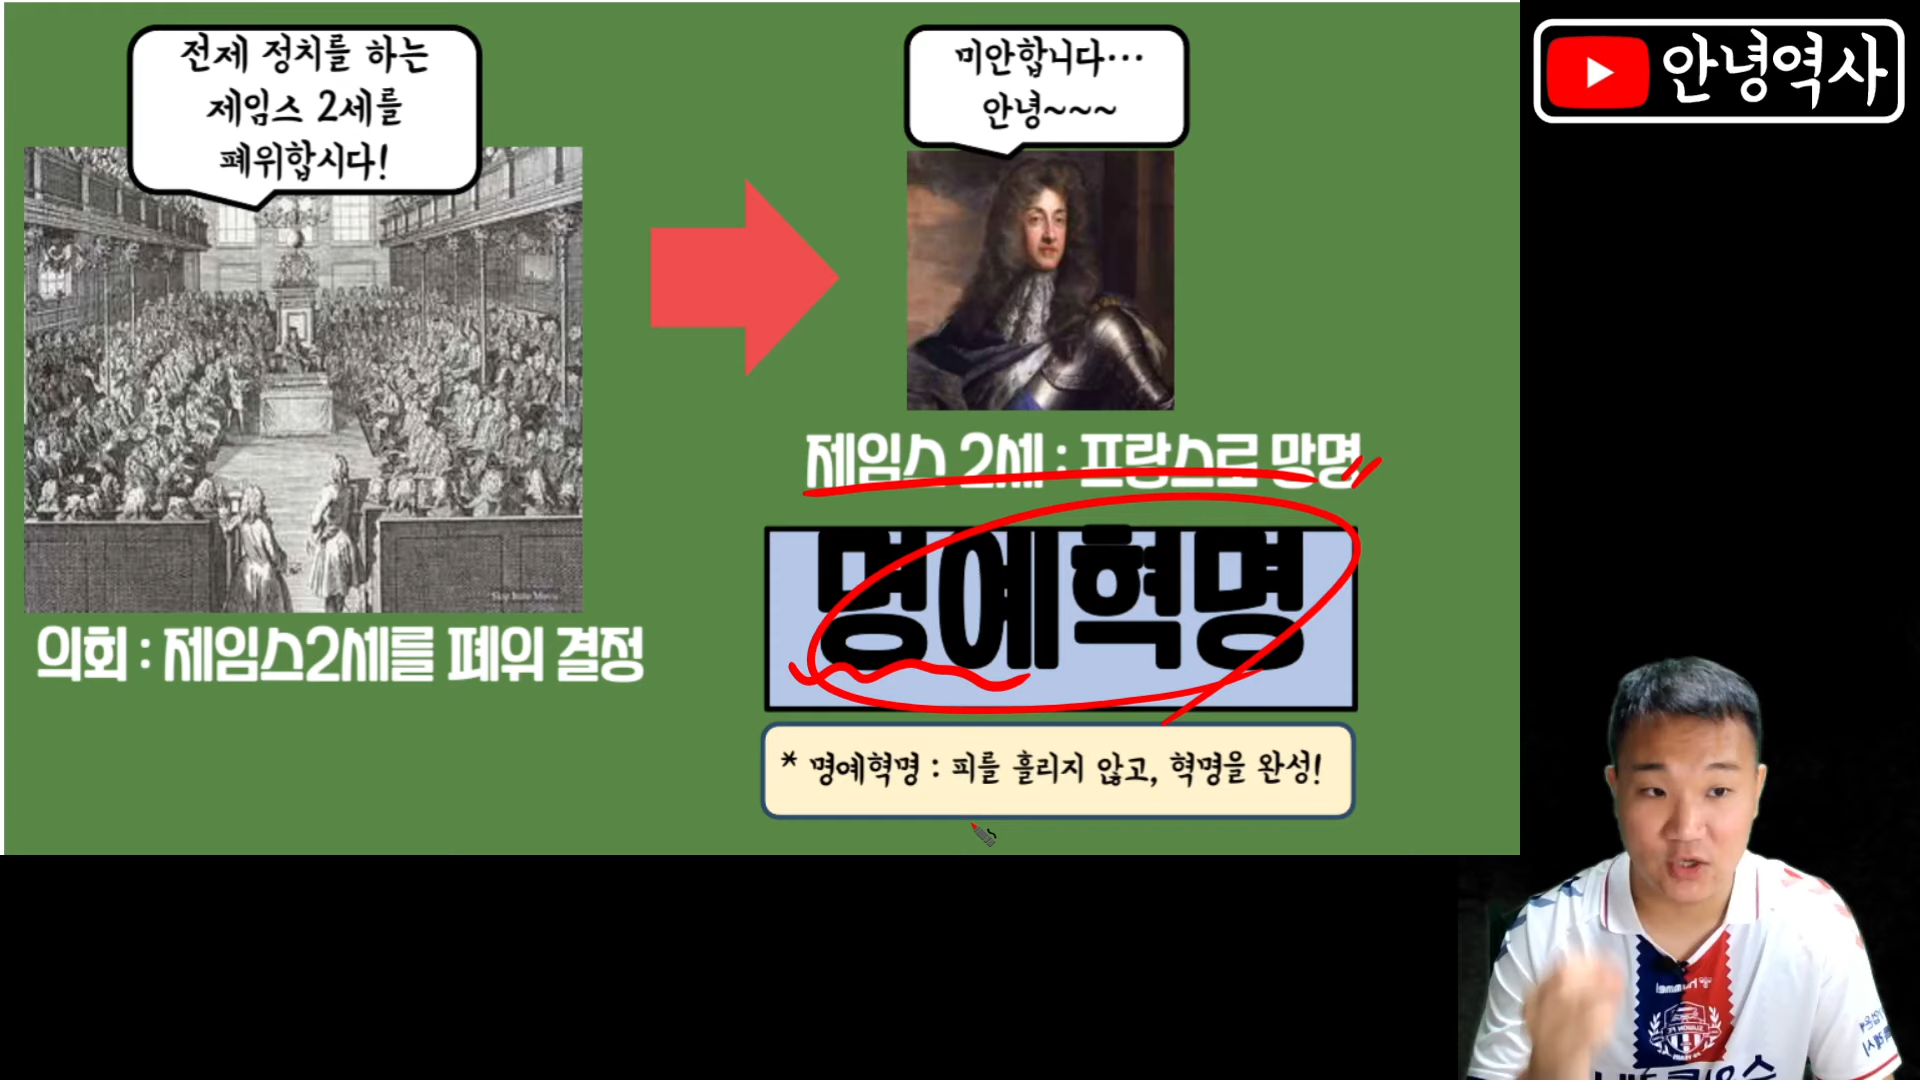 전제 정치를 하는
제임스 2세를
폐위합시다!
미안합니다…
안녕~~~
안녕역사
제임스 2세 : 프랑스로 망명
명예혁명
의회 : 제임스2세를 폐위 결정
* 명예혁명 : 피를 흘리지 않고, 혁명을 완성!